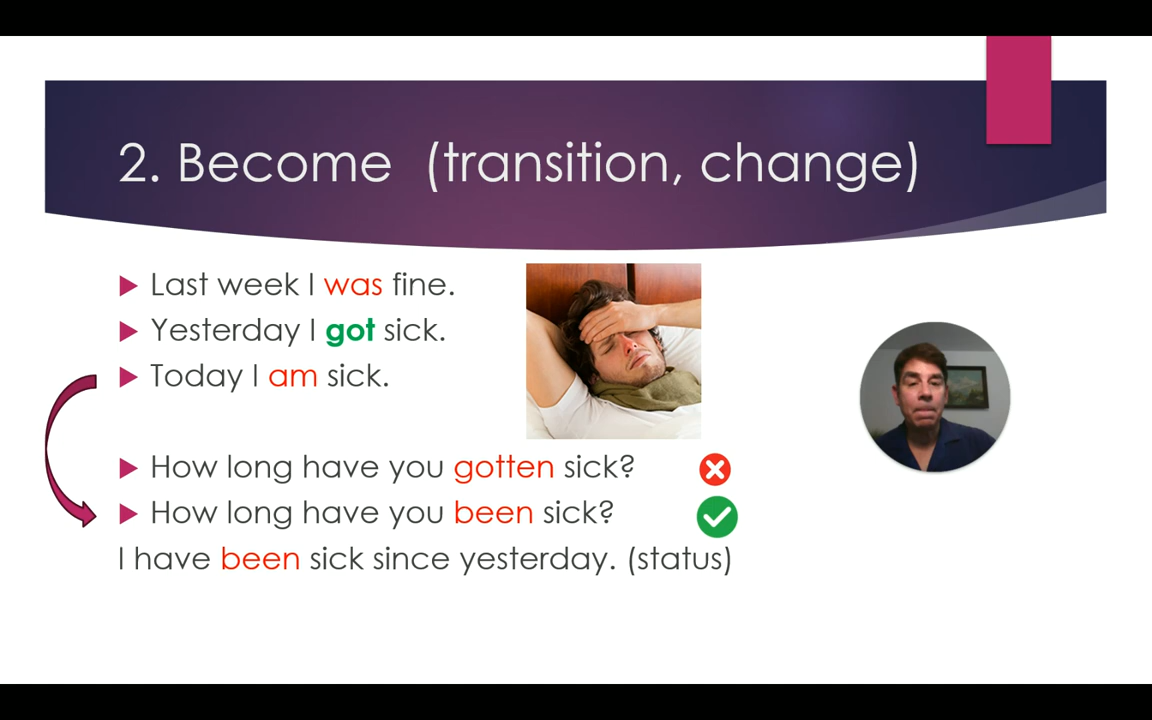 2. Become (transition, change)
Last week I was fine.
Yesterday I got sick.
Today I am sick.
How long have you gotten sick?
How long have you been sick?
I have been sick since yesterday. (status)